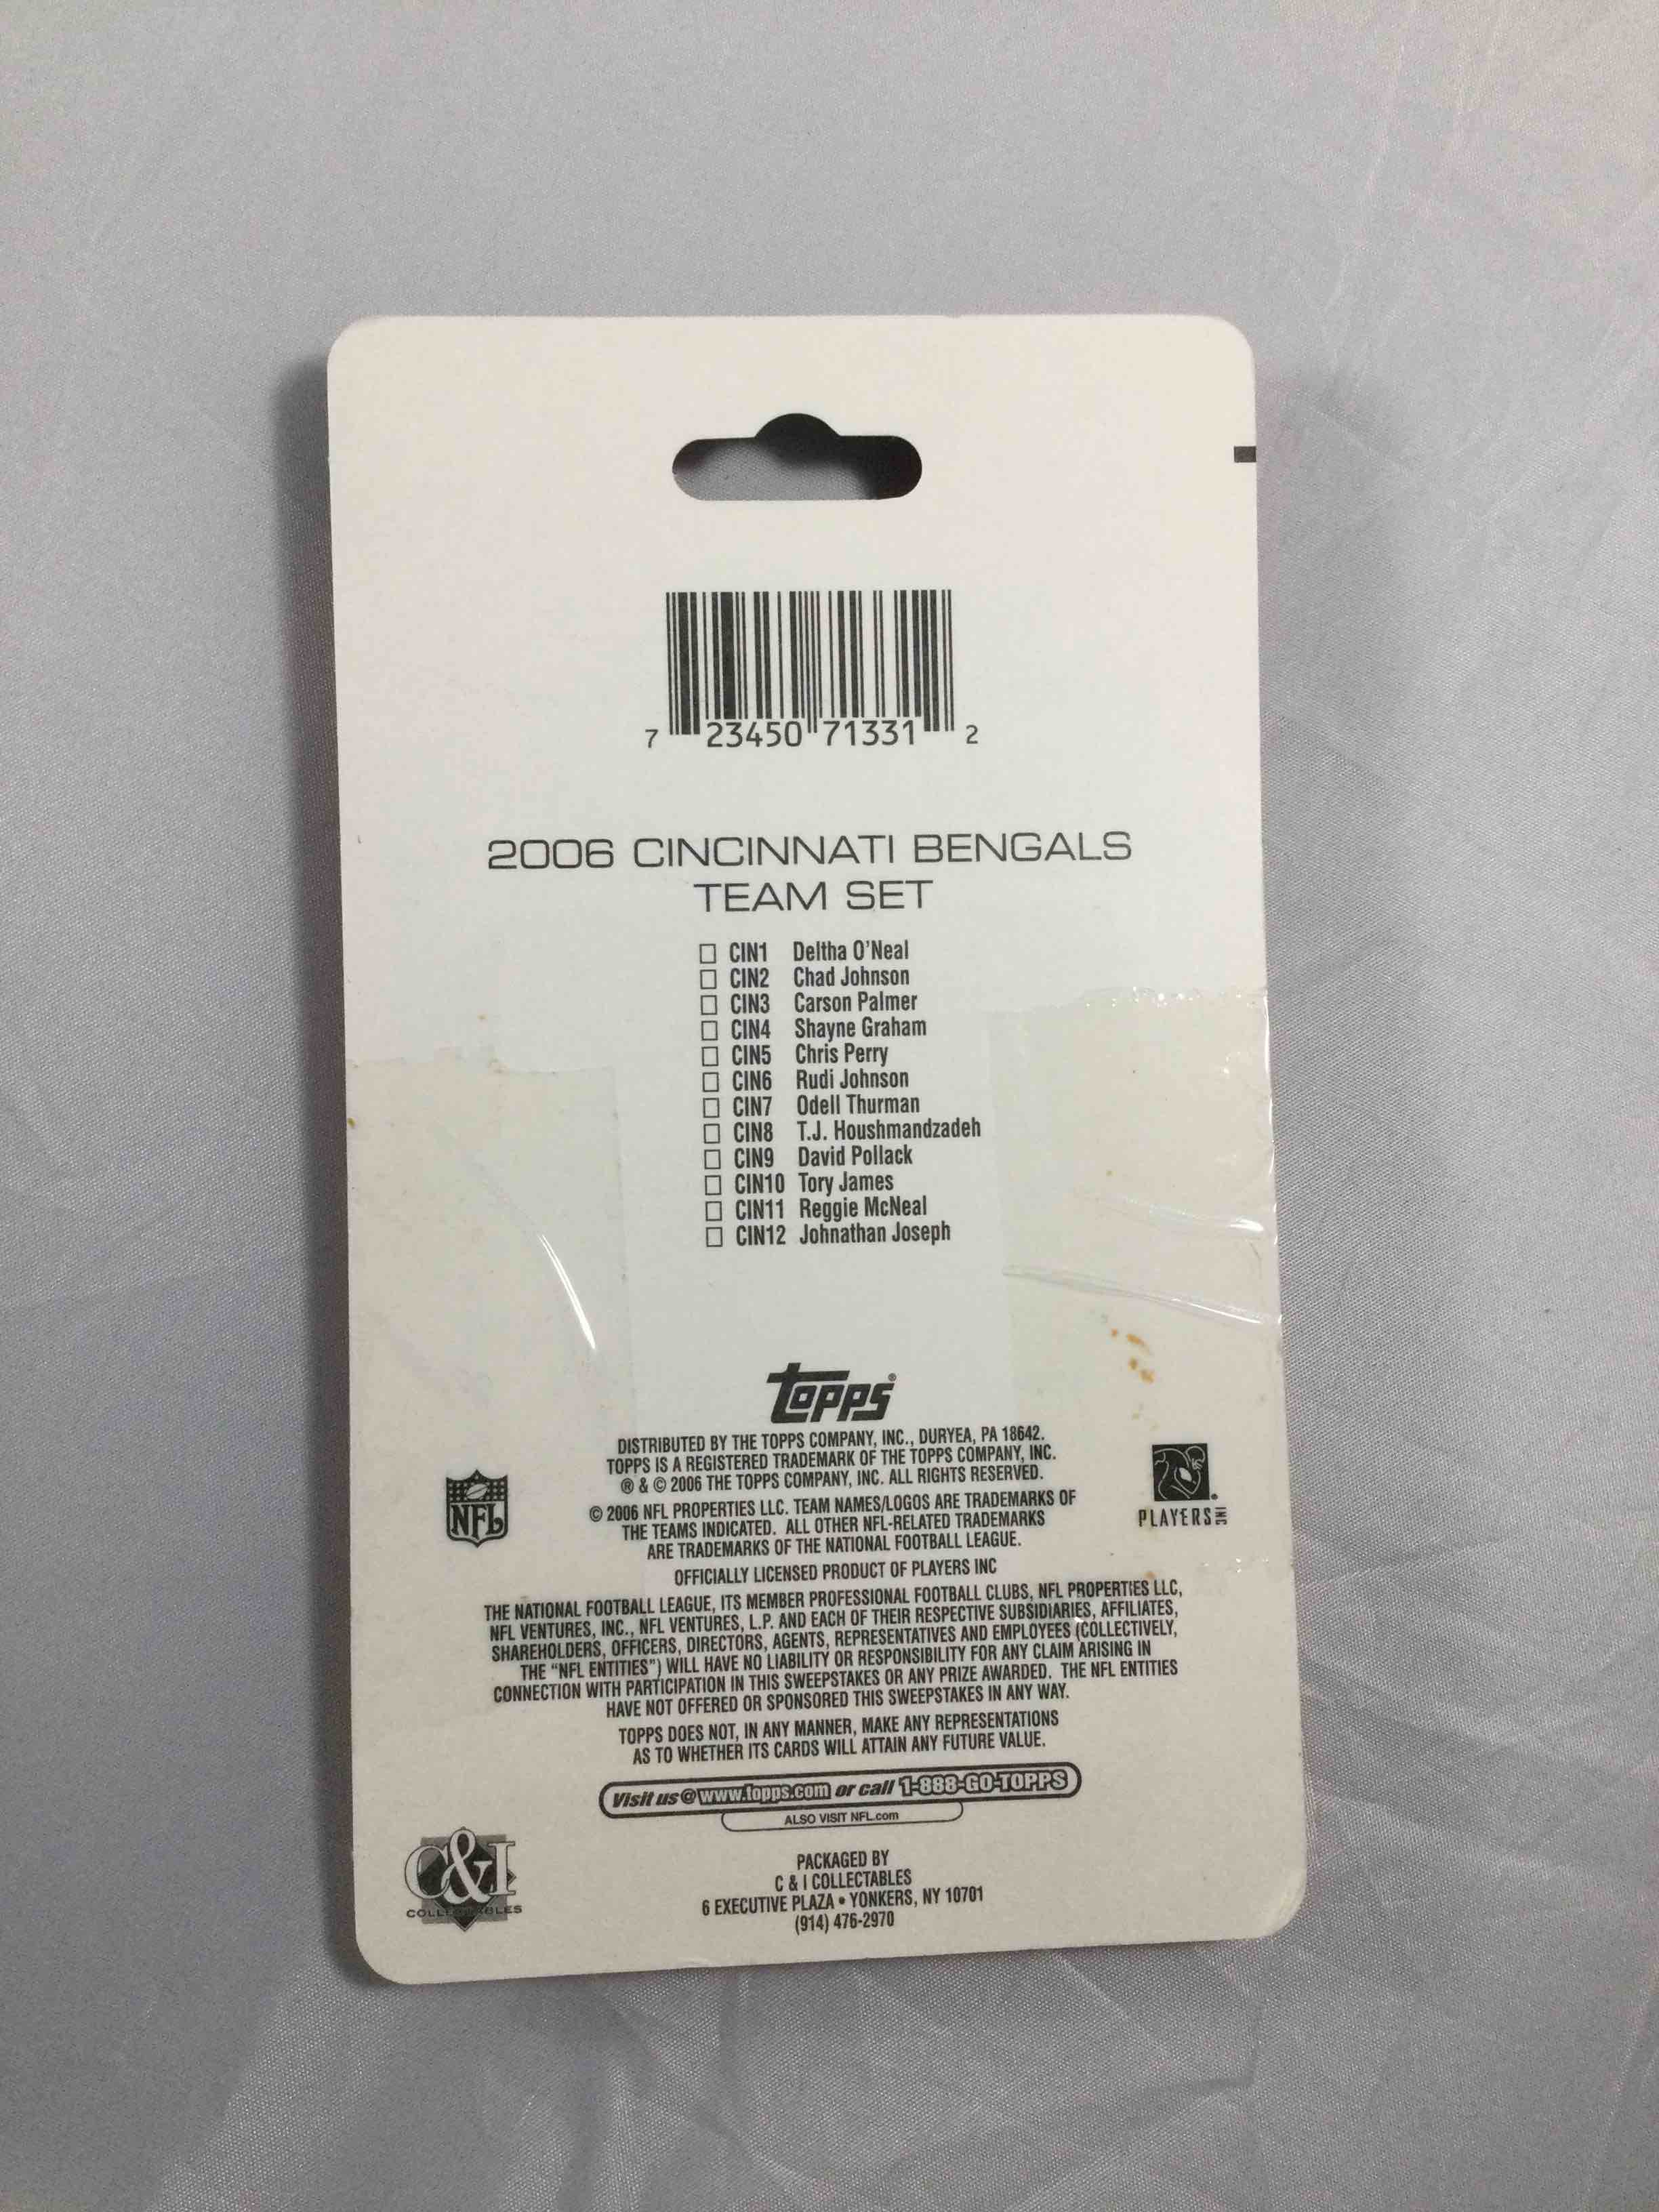 7 23450 71331 2
2006 CINCINNATI BENGALS
TEAM SET
CIN1 Deltha O'Neal
CIN2 Chad Johnson
CIN3 Carson Palmer
CIN4 Shayne Graham
CIN5 Chris Perry
CIN6 Rudi Johnson
CIN7 Odell Thurman
CIN8 T.J. Houshmandzadeh
CIN9 David Pollack
CIN10 Tory James
CIN11 Reggie McNeal
CIN12 Johnathan Joseph
Topps®
DISTRIBUTED BY THE TOPPS COMPANY, INC., DURYEA, PA 18642.
TOPPS IS A REGISTERED TRADEMARK OF THE TOPPS COMPANY, INC.
® & © 2006 THE TOPPS COMPANY, INC. ALL RIGHTS RESERVED.
© 2006 NFL PROPERTIES LLC. TEAM NAMES/LOGOS ARE TRADEMARKS OF
THE TEAMS INDICATED. ALL OTHER NFL-RELATED TRADEMARKS
ARE TRADEMARKS OF THE NATIONAL FOOTBALL LEAGUE.
NFL
PLAYERS INC
OFFICIALLY LICENSED PRODUCT OF PLAYERS INC
THE NATIONAL FOOTBALL LEAGUE, ITS MEMBER PROFESSIONAL FOOTBALL CLUBS, NFL PROPERTIES LLC,
NFL VENTURES, INC., NFL VENTURES, L.P. AND EACH OF THEIR RESPECTIVE SUBSIDIARIES, AFFILIATES,
SHAREHOLDERS, OFFICERS, DIRECTORS, AGENTS, REPRESENTATIVES AND EMPLOYEES (COLLECTIVELY,
THE "NFL ENTITIES") WILL HAVE NO LIABILITY OR RESPONSIBILITY FOR ANY CLAIM ARISING IN
CONNECTION WITH PARTICIPATION IN THIS SWEEPSTAKES OR ANY PRIZE AWARDED. THE NFL ENTITIES
HAVE NOT OFFERED OR SPONSORED THIS SWEEPSTAKES IN ANY WAY.
TOPPS DOES NOT, IN ANY MANNER, MAKE ANY REPRESENTATIONS
AS TO WHETHER ITS CARDS WILL ATTAIN ANY FUTURE VALUE.
Visit us @ www.topps.com or call 1-888-GO-TOPPS
ALSO VISIT NFL.com
C&I
COLLECTABLES
PACKAGED BY
C & I COLLECTABLES
6 EXECUTIVE PLAZA • YONKERS, NY 10701
(914) 476-2970